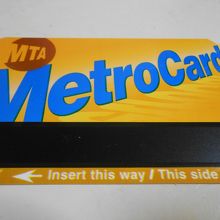 MTA
MetroCard
Insert this way / This side